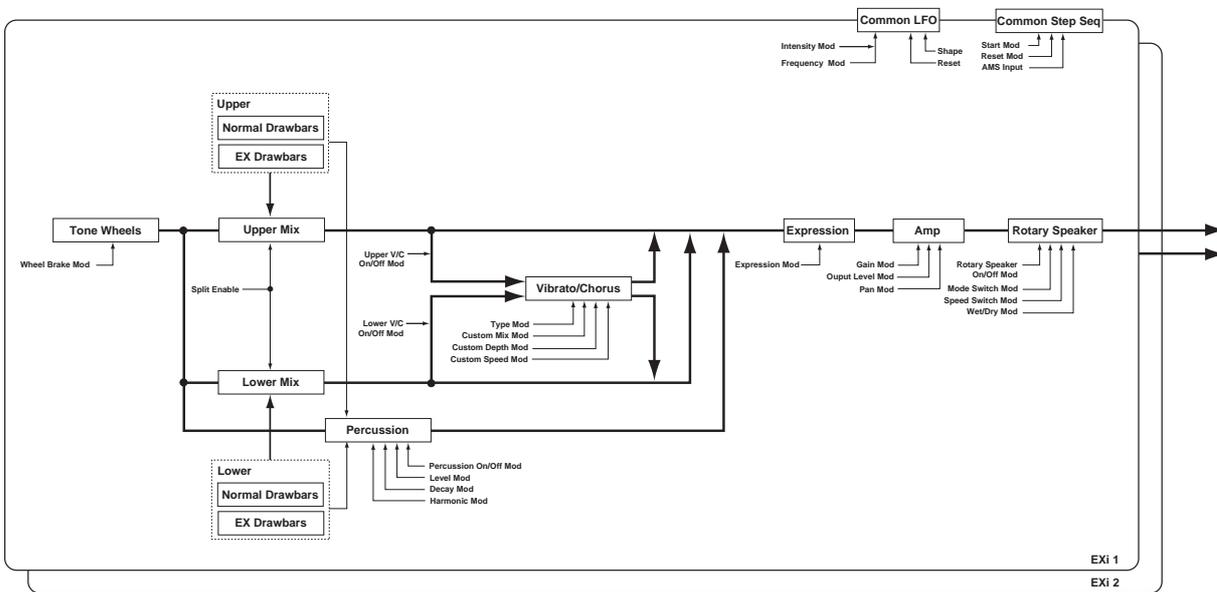 Common LFO
Common Step Seq
Intensity Mod
Frequency Mod
Shape
Reset
Start Mod
Reset Mod
AMS Input
Upper
Normal Drawbars
EX Drawbars
Tone Wheels
Upper Mix
Expression
Amp
Rotary Speaker
Wheel Brake Mod
Split Enable
Upper V/C
On/Off Mod
Vibrato/Chorus
Lower V/C
On/Off Mod
Type Mod
Custom Mix Mod
Custom Depth Mod
Custom Speed Mod
Expression Mod
Gain Mod
Ouput Level Mod
Pan Mod
Rotary Speaker
On/Off Mod
Mode Switch Mod
Speed Switch Mod
Wet/Dry Mod
Lower Mix
Percussion
Percussion On/Off Mod
Level Mod
Decay Mod
Harmonic Mod
Lower
Normal Drawbars
EX Drawbars
EXi 1
EXi 2